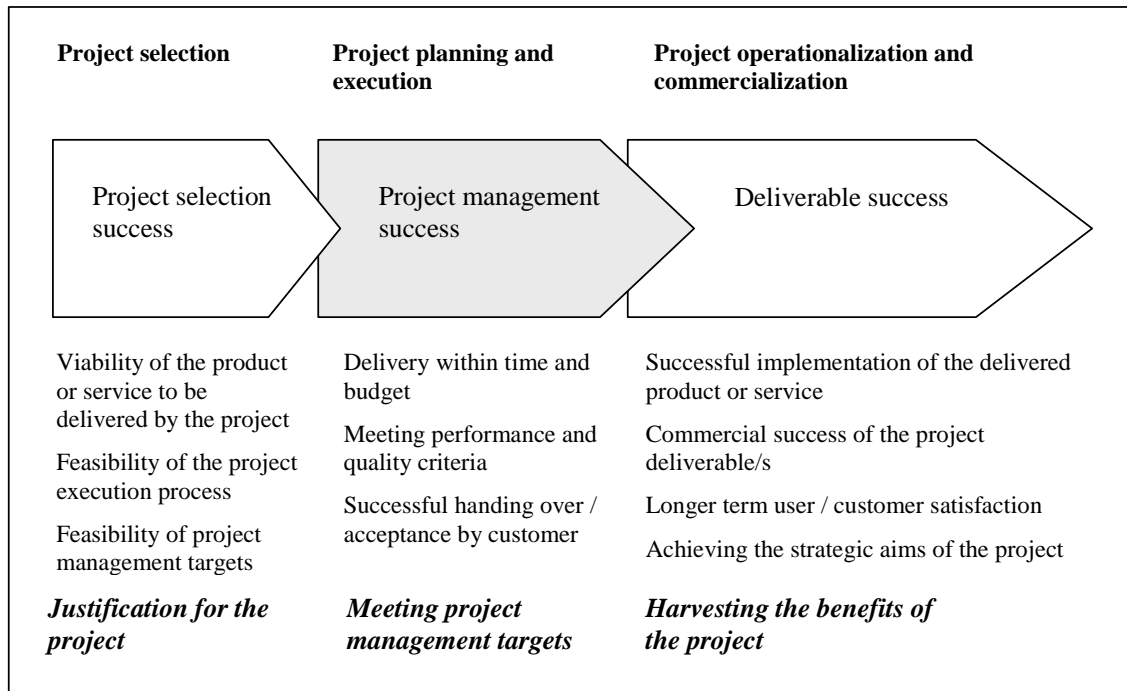 Project selection
Project planning and
execution
Project operationalization and
commercialization
Project selection
success
Project management
success
Deliverable success
Viability of the product
or service to be
delivered by the project
Feasibility of the project
execution process
Feasibility of project
management targets
Justification for the
project
Delivery within time and
budget
Meeting performance and
quality criteria
Successful handing over /
acceptance by customer
Meeting project
management targets
Successful implementation of the delivered
product or service
Commercial success of the project
deliverable/s
Longer term user / customer satisfaction
Achieving the strategic aims of the project
Harvesting the benefits of
the project